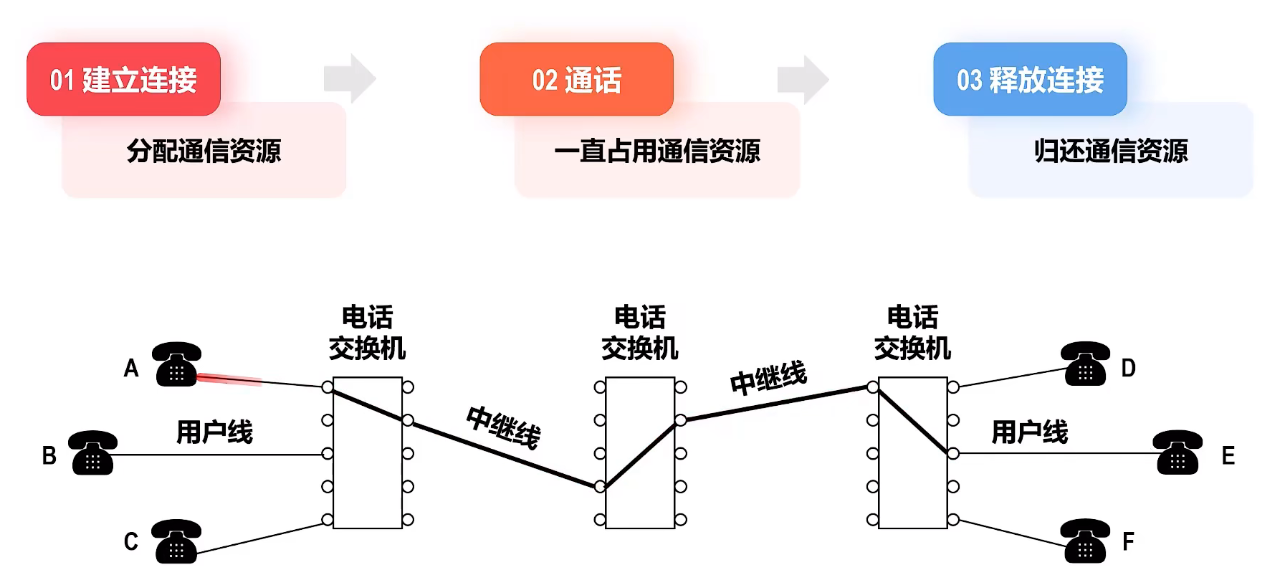 01 建立连接
02 通话
03 释放连接
分配通信资源
一直占用通信资源
归还通信资源
电话
交换机
电话
交换机
电话
交换机
A
中继线
D
中继线
用户线
用户线
B
E
C
F